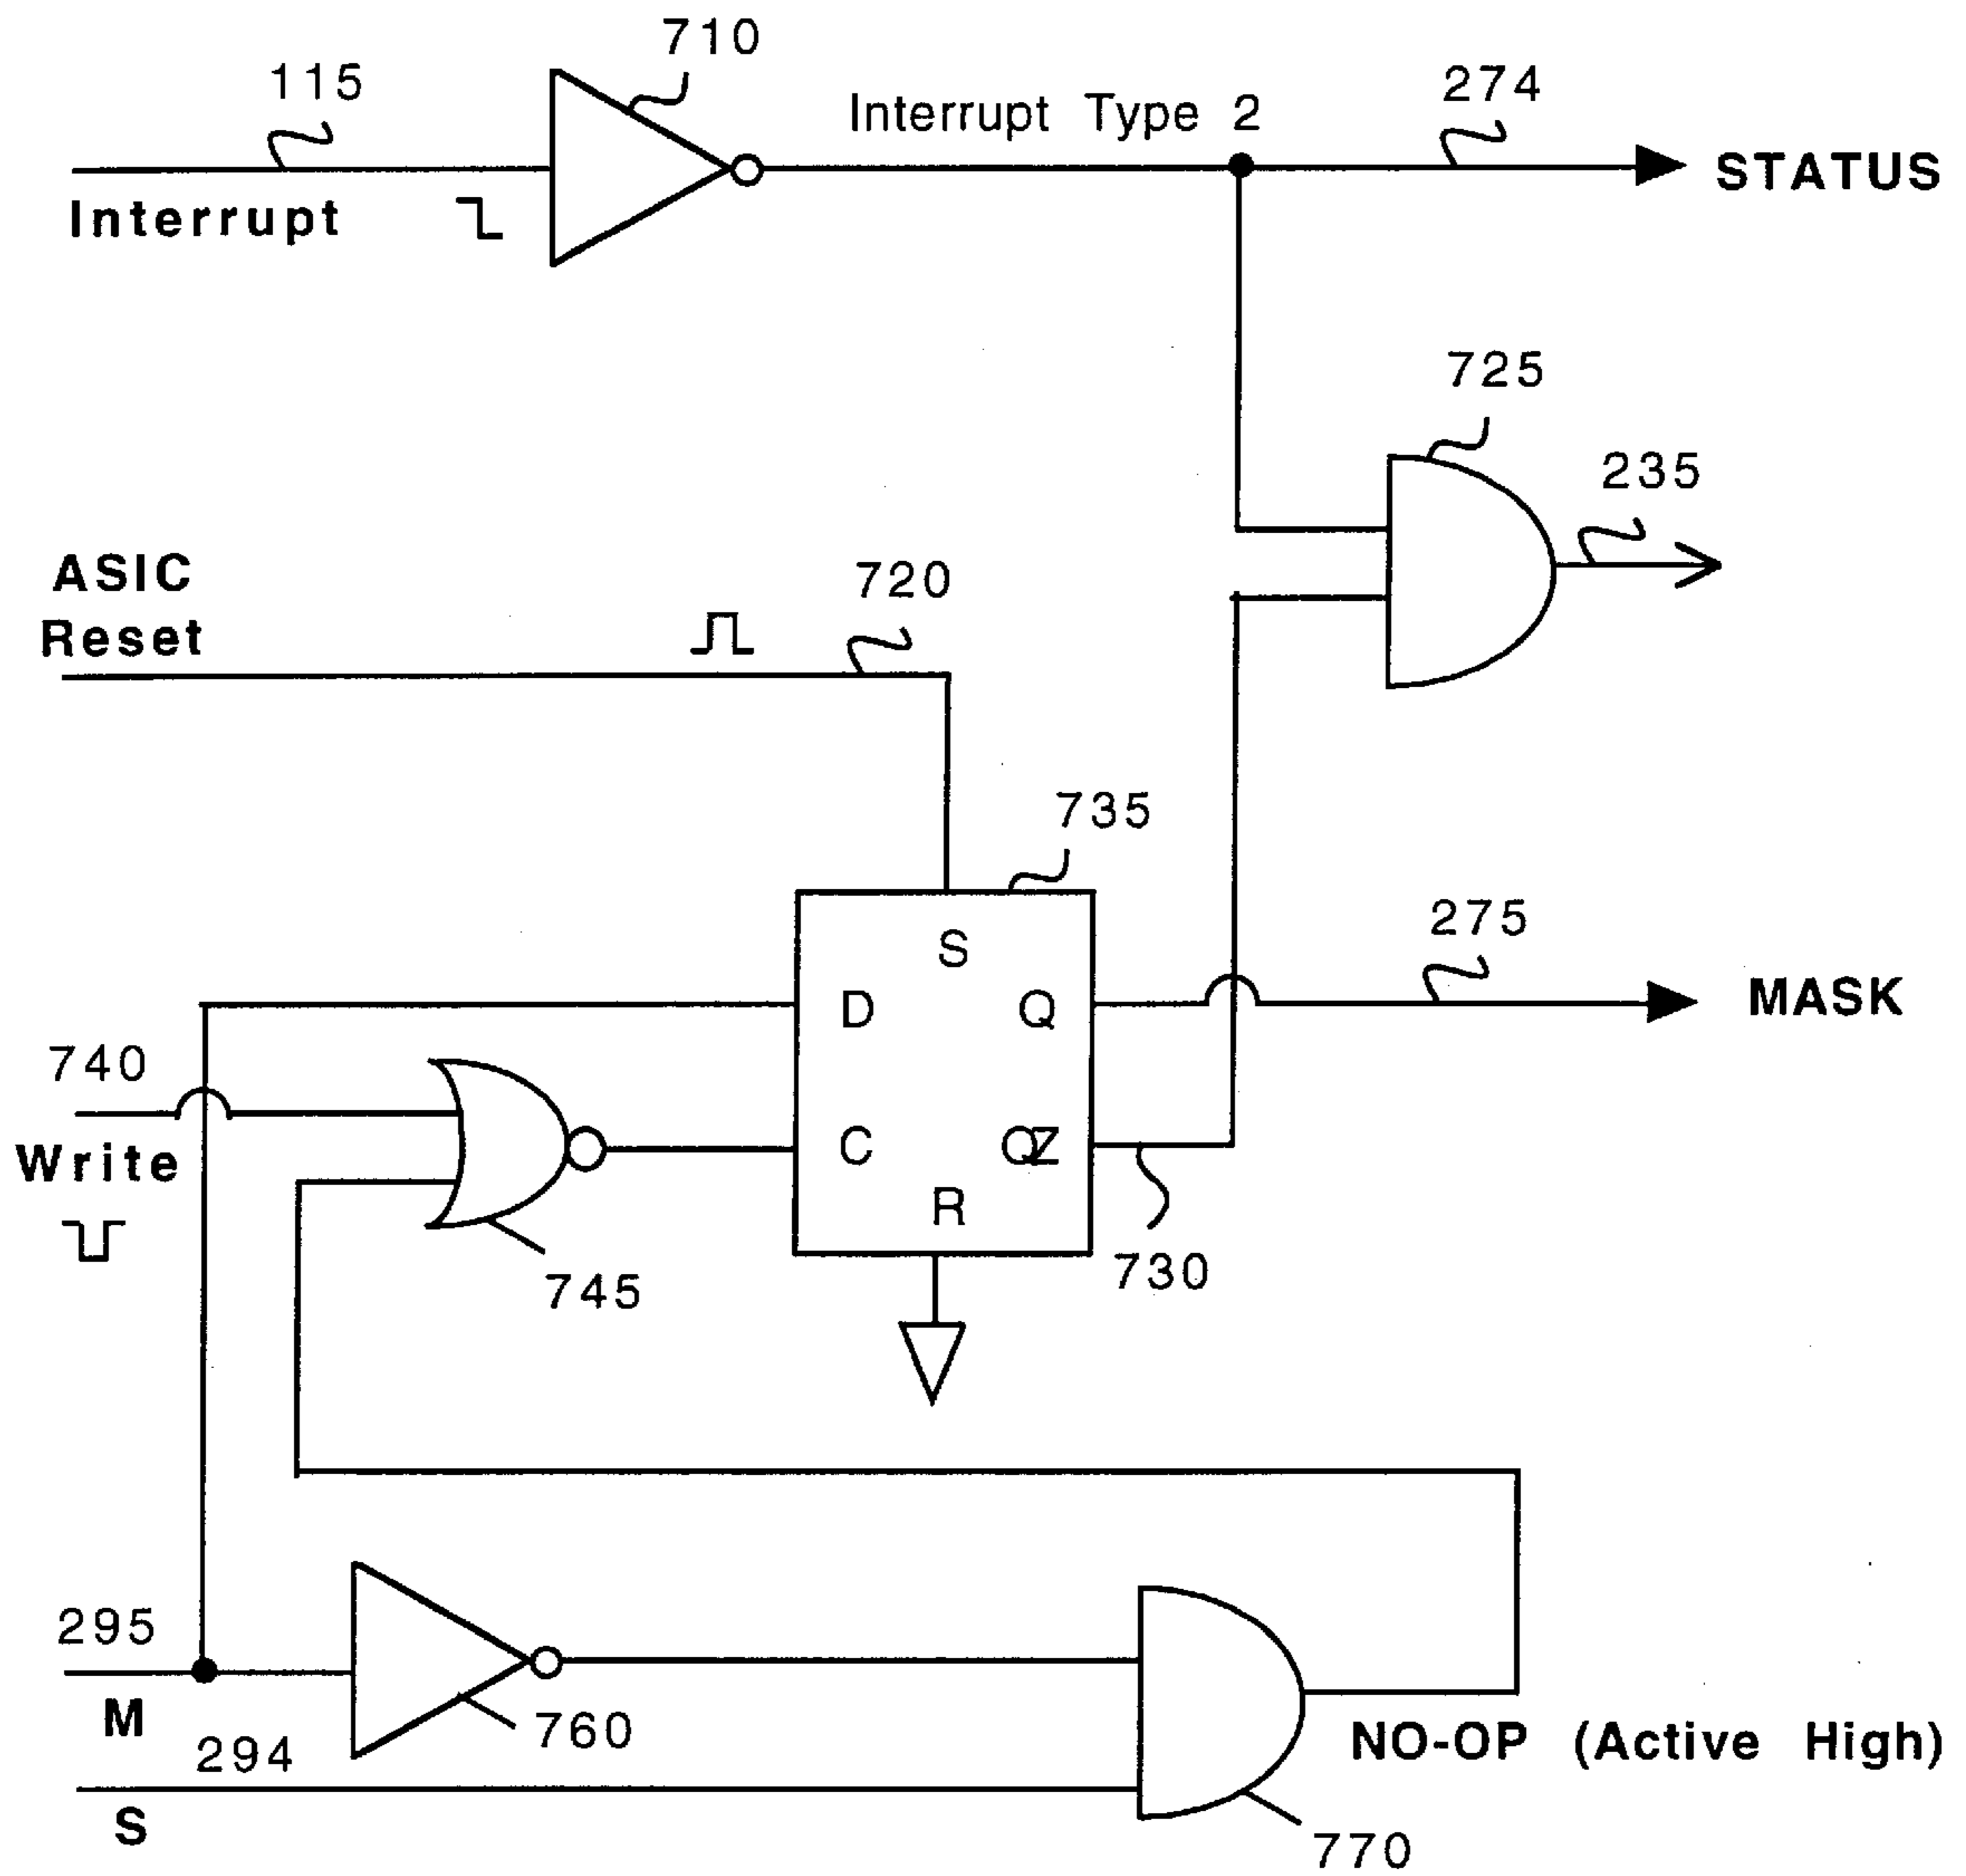 710
115
Interrupt Type 2
274
STATUS
Interrupt
725
235
ASIC
Reset
720
735
S
275
D
Q
MASK
740
Write
C
QZ
R
745
730
295
M
760
294
NO-OP (Active High)
S
770